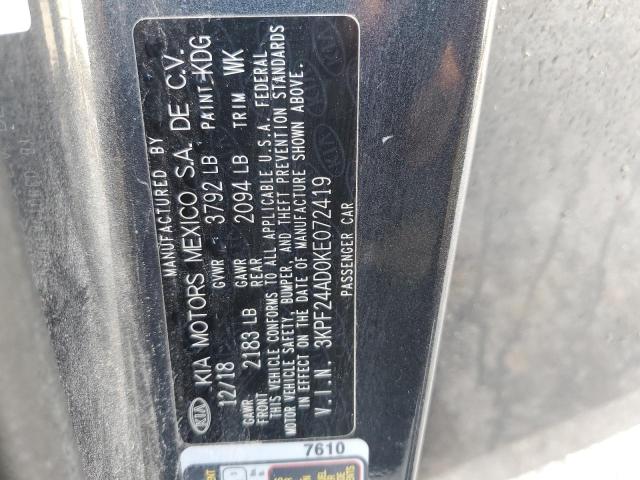 MANUFACTURED BY
KIA KIA MOTORS MEXICO S.A. DE C.V.
12/18 GVWR 3792 LB PAINT KDG
GAWR FRONT 2183 LB GAWR REAR 2094 LB TRIM WK
THIS VEHICLE CONFORMS TO ALL APPLICABLE U.S.A. FEDERAL
MOTOR VEHICLE SAFETY, BUMPER, AND THEFT PREVENTION STANDARDS
IN EFFECT ON THE DATE OF MANUFACTURE SHOWN ABOVE.
V.I.N. 3KPF24AD0KE072419
PASSENGER CAR
7610